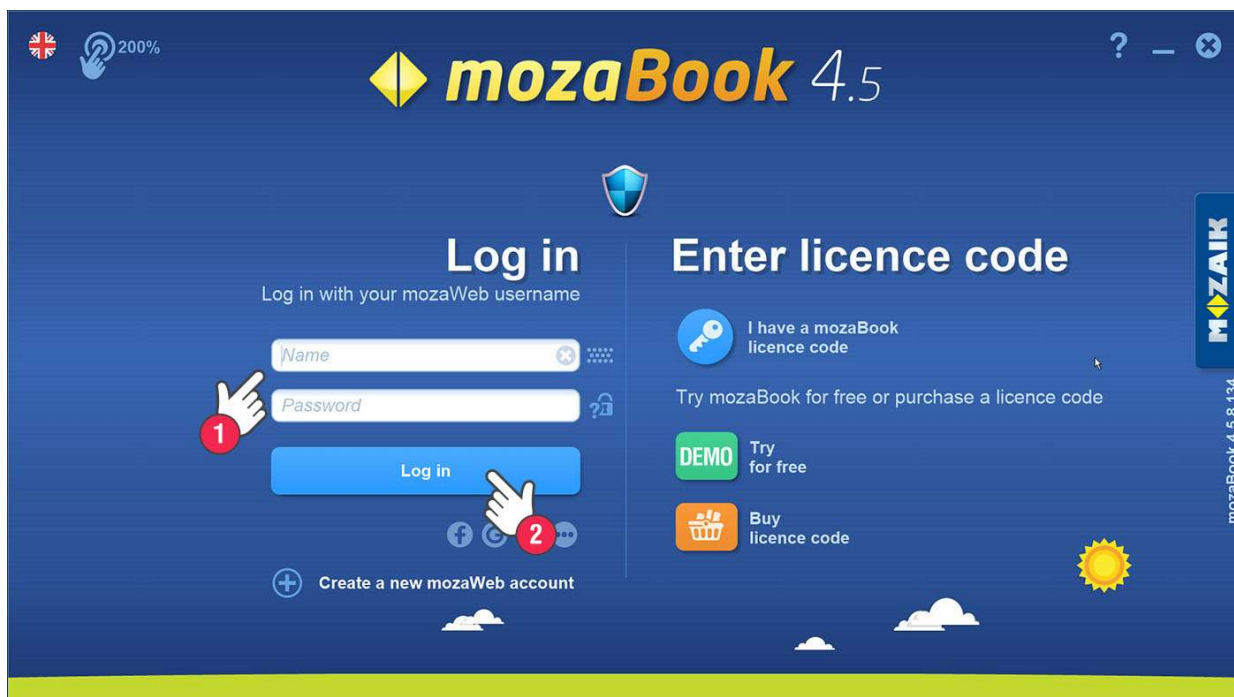 200%
mozaBook 4.5
?
Log in
Log in with your mozaWeb username
Name
Password
?
1
Log in
2
f
G
Create a new mozaWeb account
Enter licence code
I have a mozaBook
licence code
Try mozaBook for free or purchase a licence code
DEMO
Try
for free
Buy
licence code
MOZAIK
mozaBook 4.5.8.134